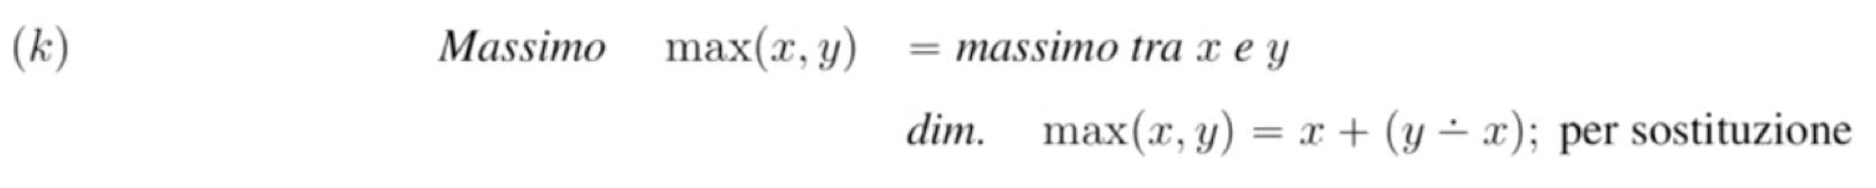 (k) Massimo max(x, y) = massimo tra x e y
dim. max(x, y) = x + (y ∸ x); per sostituzione